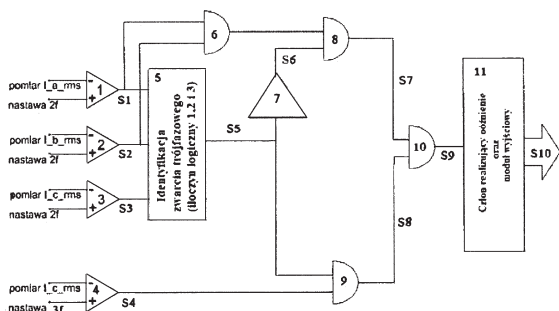 pomiar I_a_rms
nastawa 2f
1
S1
pomiar I_b_rms
nastawa 2f
2
S2
pomiar I_c_rms
nastawa 2f
3
S3
pomiar I_c_rms
nastawa 3f
4
S4
5
Identyfikacja
zwarcia trójfazowego
(iloczyn logiczny 1,2 i 3)
S5
6
7
S6
8
S7
9
S8
10
S9
11
Człon realizujący
oraz
moduł wyjściowy
S10